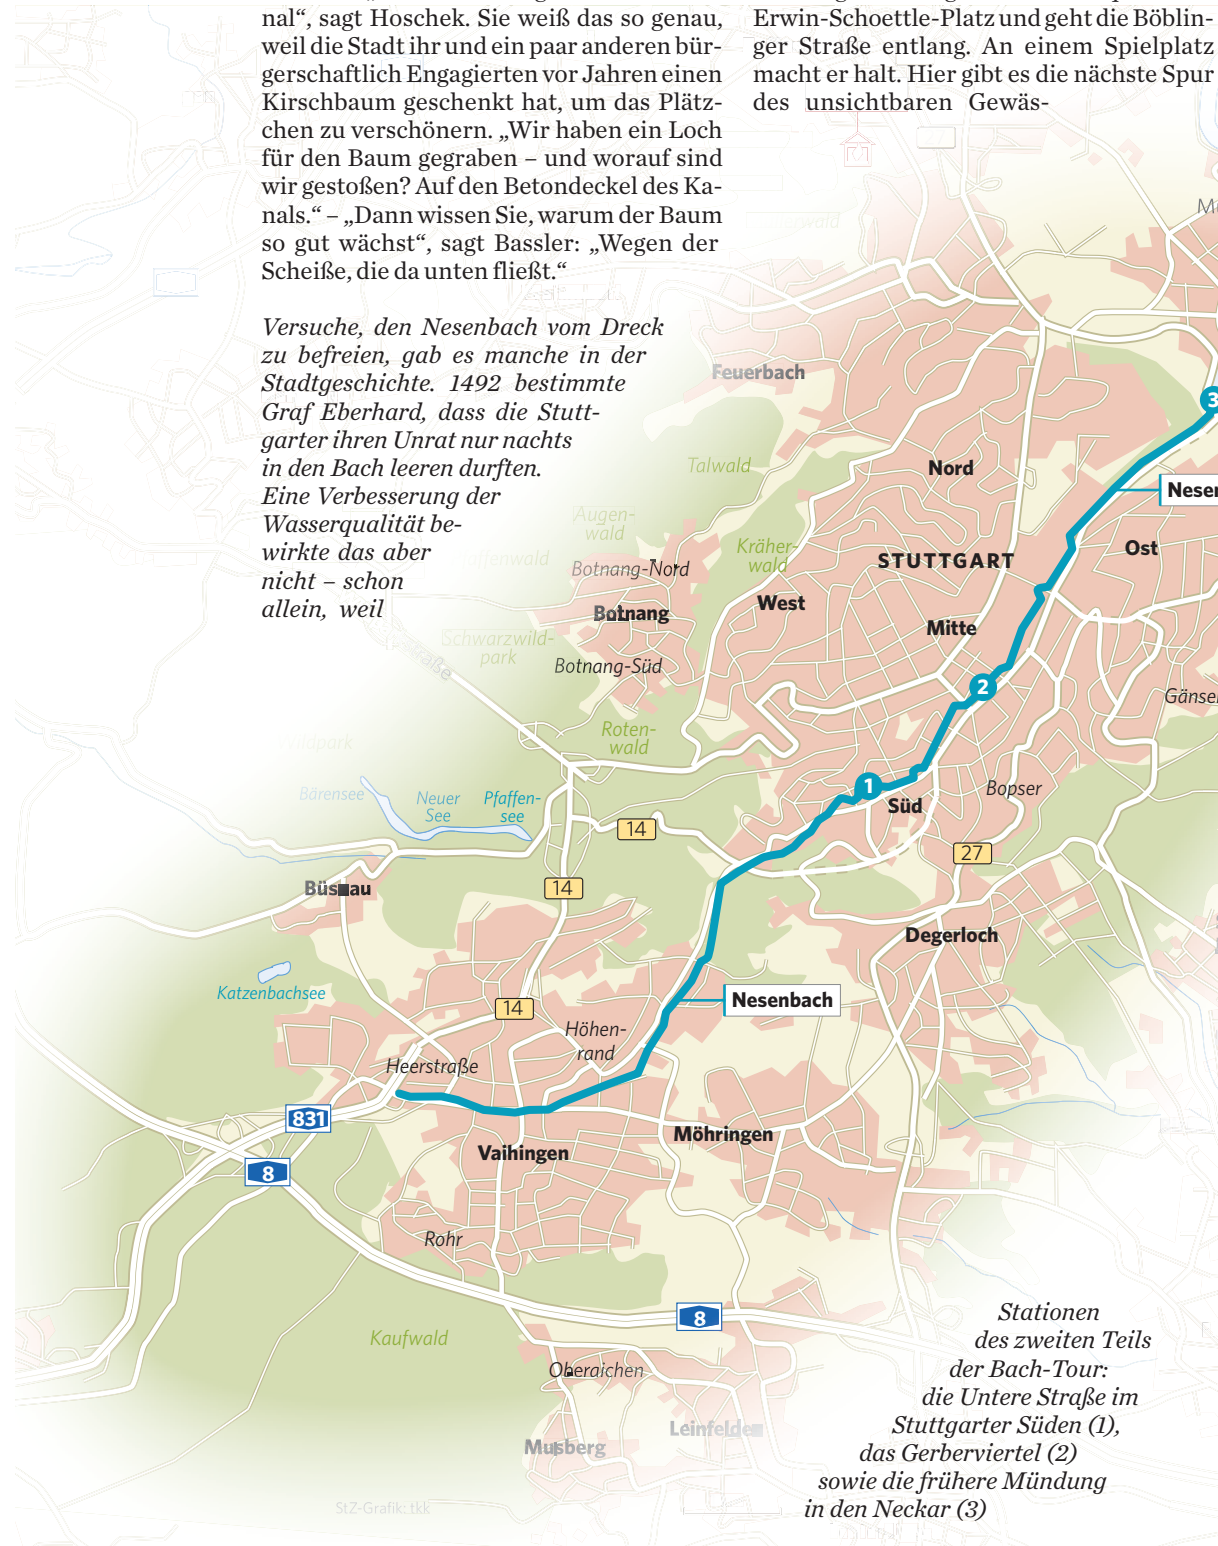 nal“, sagt Hoschek. Sie weiß das so genau,
weil die Stadt ihr und ein paar anderen bür-
gerschaftlich Engagierten vor Jahren einen
Kirschbaum geschenkt hat, um das Plätz-
chen zu verschönern. „Wir haben ein Loch
für den Baum gegraben – und worauf sind
wir gestoßen? Auf den Betondeckel des Ka-
nals.“ – „Dann wissen Sie, warum der Baum
so gut wächst“, sagt Bassler: „Wegen der
Scheiße, die da unten fließt.“
Versuche, den Nesenbach vom Dreck
zu befreien, gab es manche in der
Stadtgeschichte. 1492 bestimmte
Graf Eberhard, dass die Stutt-
garter ihren Unrat nur nachts
in den Bach leeren durften.
Eine Verbesserung der
Wasserqualität be-
wirkte das aber
nicht – schon
allein, weil
Erwin-Schoettle-Platz und geht die Böblin-
ger Straße entlang. An einem Spielplatz
macht er halt. Hier gibt es die nächste Spur
des unsichtbaren Gewäs-
Feuerbach
3
Talwald
Nord
Nesen
Augen-
wald
Kräher-
wald
Ost
STUTTGART
Botnang-Nord
West
Botnang
Mitte
Schwarzwild-
park
Botnang-Süd
2
Gänse
Roten-
wald
1
Bopser
Bärensee
Neuer
See
Pfaffen-
see
Süd
14
27
14
Büsnau
Degerloch
Katzenbachsee
Nesenbach
14
Höhen-
rand
Heerstraße
831
Möhringen
Vaihingen
8
Rohr
8
Kaufwald
Oberaichen
Leinfelden
Musberg
StZ-Grafik: tkk
Stationen
des zweiten Teils
der Bach-Tour:
die Untere Straße im
Stuttgarter Süden (1),
das Gerberviertel (2)
sowie die frühere Mündung
in den Neckar (3)